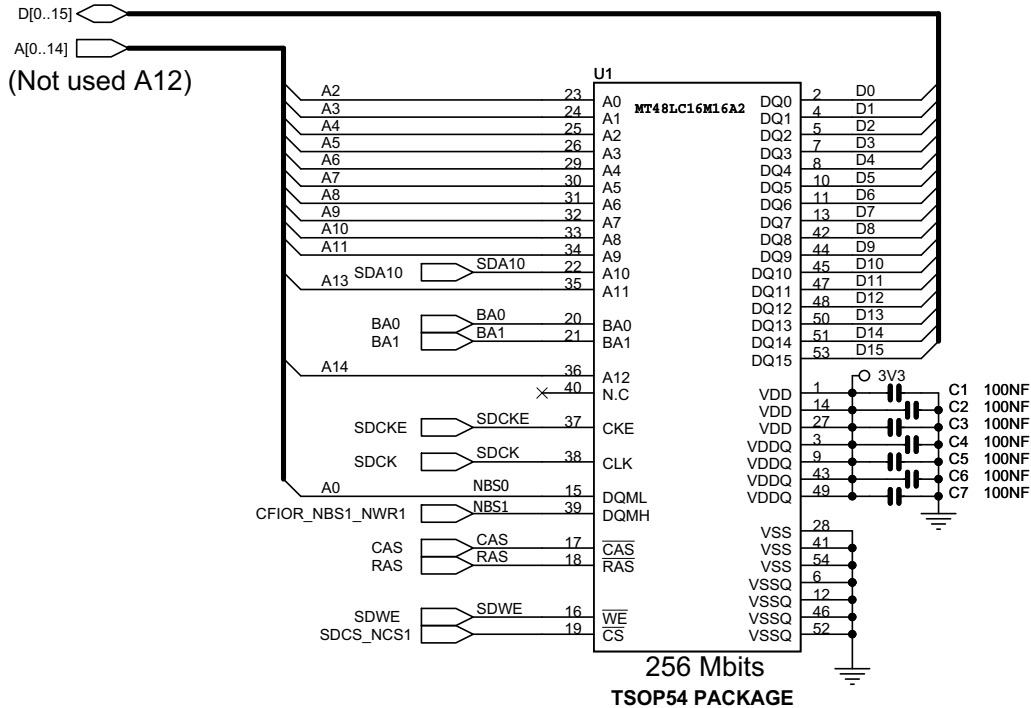 D[0..15]
A[0..14]
(Not used A12)
U1
MT48LC16M16A2
A2 23 A0 DQ0 2 D0
A3 24 A1 DQ1 4 D1
A4 25 A2 DQ2 5 D2
A5 26 A3 DQ3 7 D3
A6 29 A4 DQ4 8 D4
A7 30 A5 DQ5 10 D5
A8 31 A6 DQ6 11 D6
A9 32 A7 DQ7 13 D7
A10 33 A8 DQ8 42 D8
A11 34 A9 DQ9 44 D9
SDA10 SDA10 22 A10 DQ10 45 D10
A13 35 A11 DQ11 47 D11
DQ12 48 D12
BA0 BA0 20 BA0 DQ13 50 D13
BA1 BA1 21 BA1 DQ14 51 D14
DQ15 53 D15
A14 36 A12 3V3
40 N.C VDD 1 C1 100NF
VDD 14 C2 100NF
SDCKE SDCKE 37 CKE VDD 27 C3 100NF
VDDQ 3 C4 100NF
SDCK SDCK 38 CLK VDDQ 9 C5 100NF
VDDQ 43 C6 100NF
A0 NBS0 15 DQML VDDQ 49 C7 100NF
CFIOR_NBS1_NWR1 NBS1 39 DQMH
VSS 28
CAS CAS 17 CAS VSS 41
RAS RAS 18 RAS VSS 54
VSSQ 6
VSSQ 12
SDWE SDWE 16 WE VSSQ 46
SDCS_NCS1 19 CS VSSQ 52
256 Mbits
TSOP54 PACKAGE